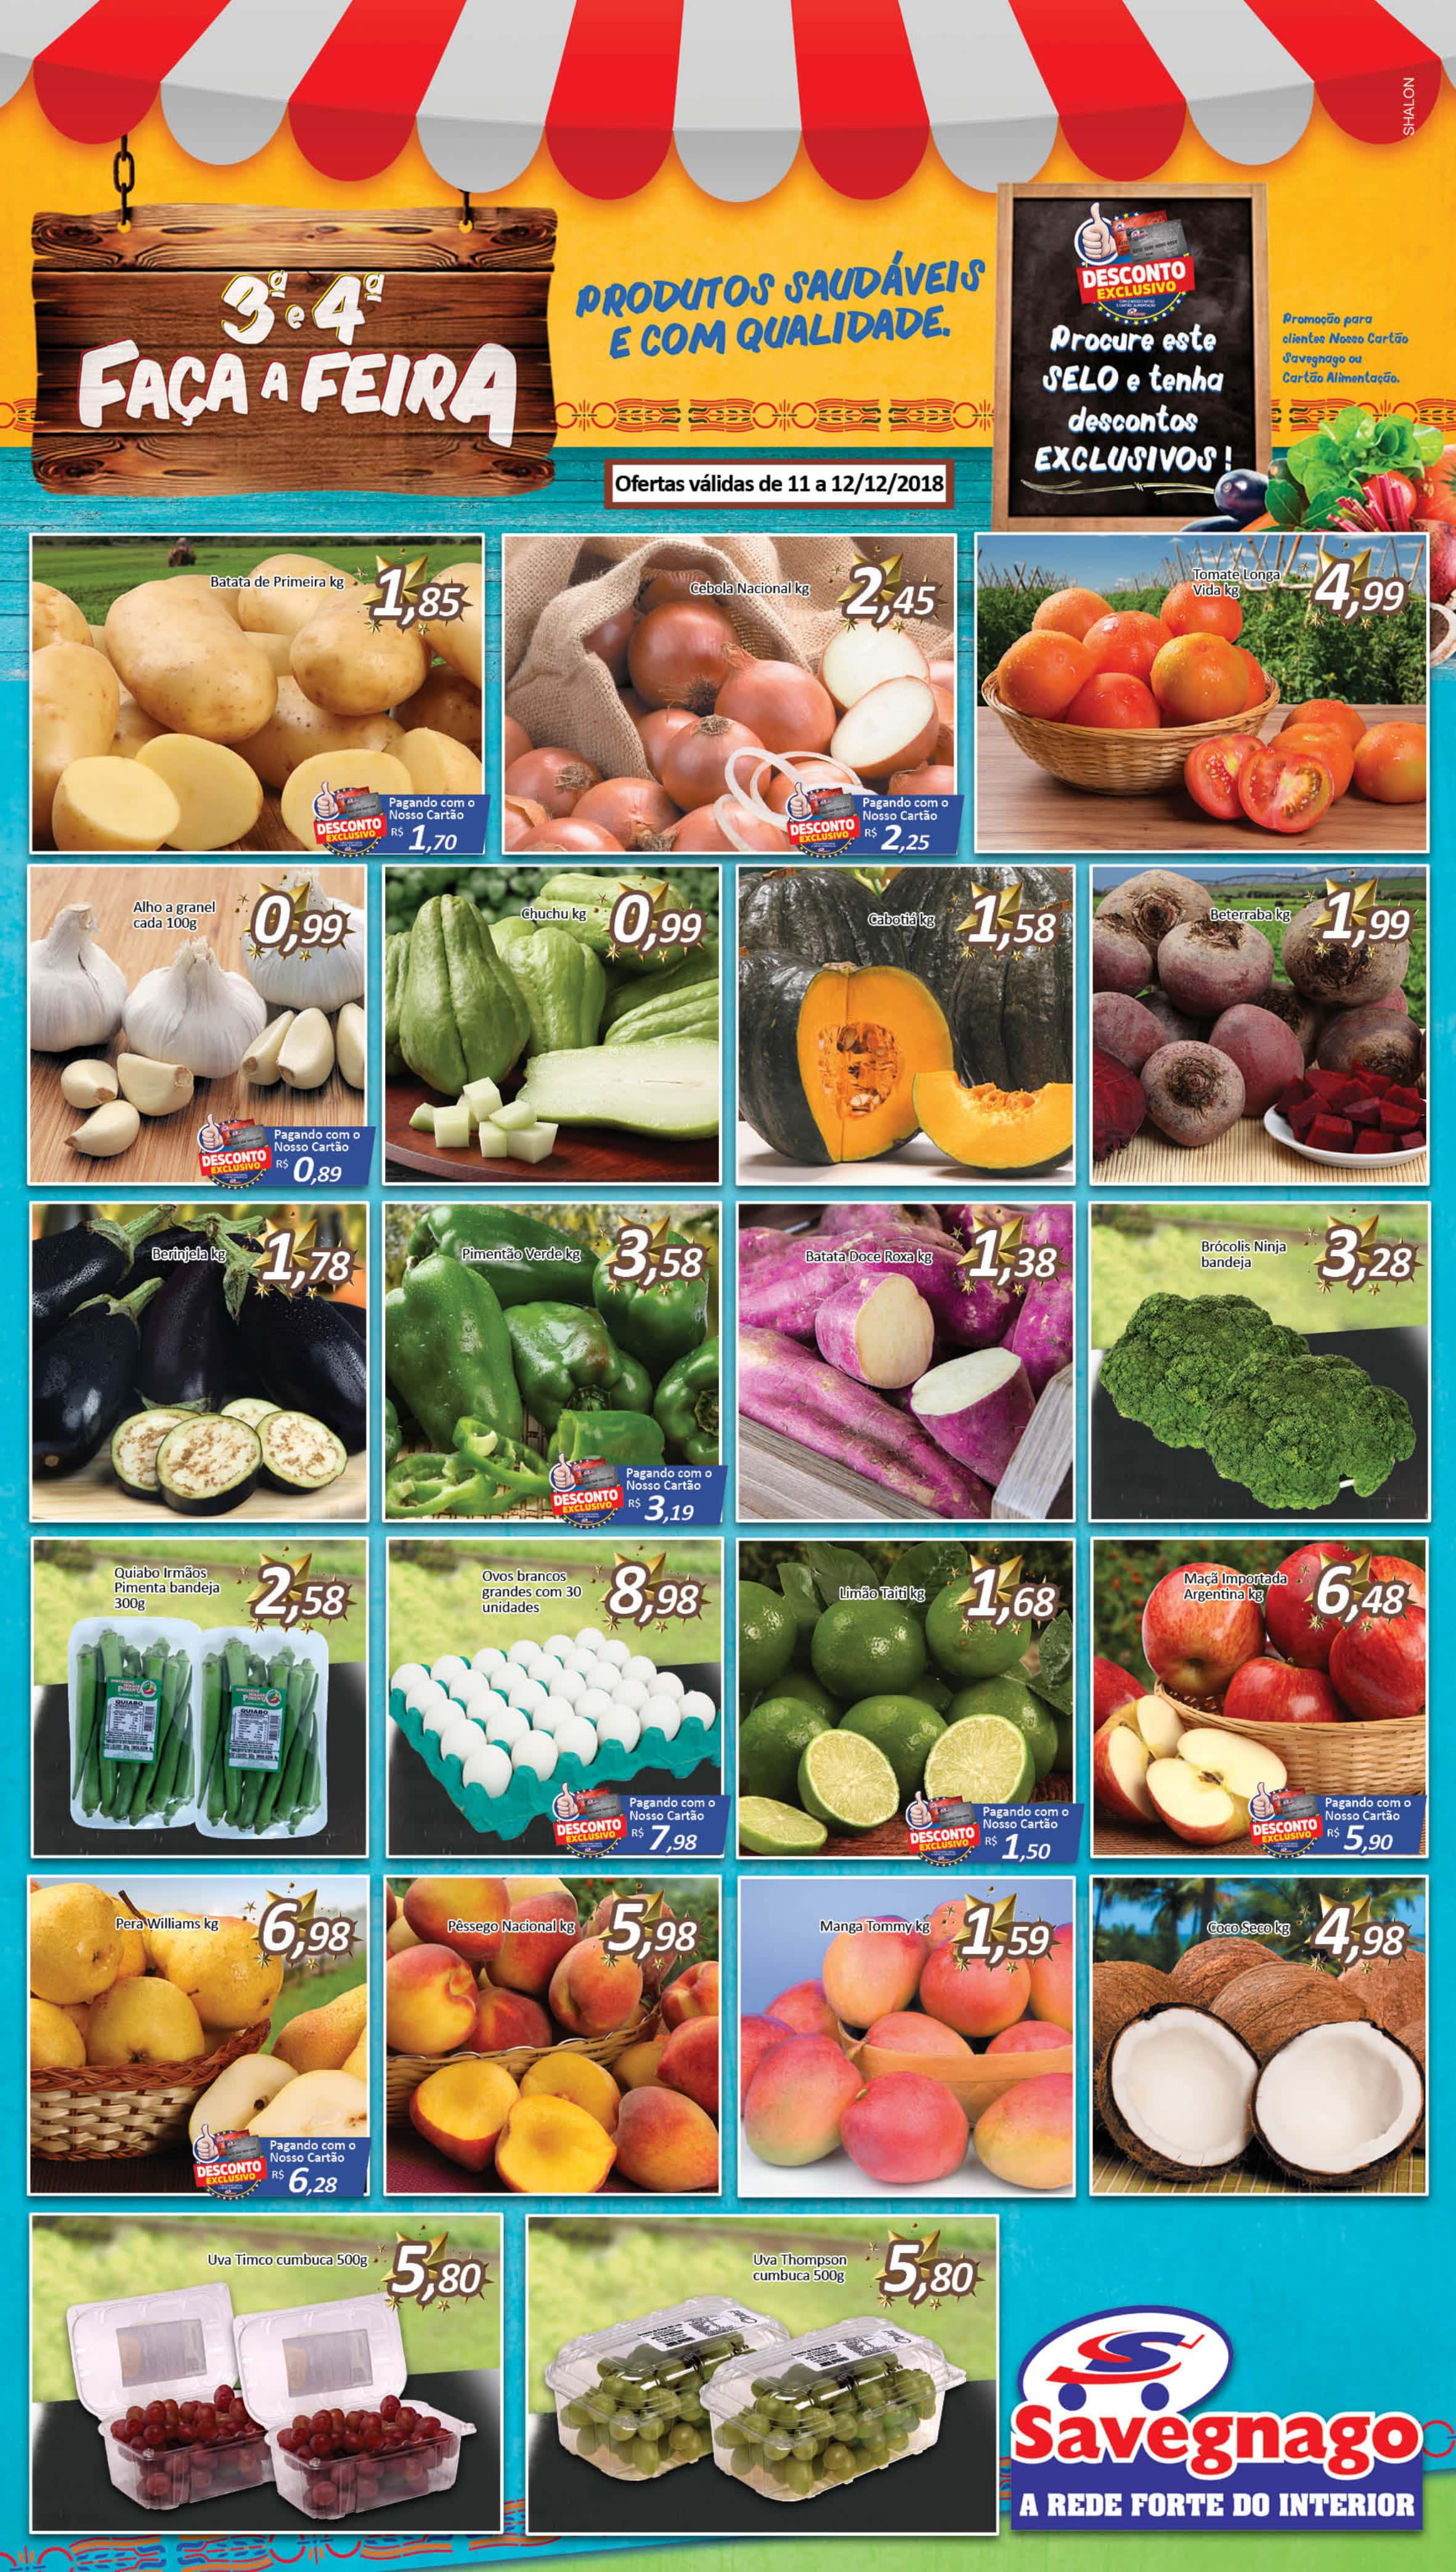 SHALON
3ª e 4ª
FAÇA A FEIRA
PRODUTOS SAUDÁVEIS
E COM QUALIDADE.
DESCONTO
EXCLUSIVO
Procure este
SELO e tenha
descontos
EXCLUSIVOS!
Promoção para
clientes Nosso Cartão
Savegnago ou
Cartão Alimentação.
Ofertas válidas de 11 a 12/12/2018
Batata de Primeira kg
1,85
DESCONTO
EXCLUSIVO
Pagando com o
Nosso Cartão
R$ 1,70
Cebola Nacional kg
2,45
DESCONTO
EXCLUSIVO
Pagando com o
Nosso Cartão
R$ 2,25
Tomate Longa
Vida kg
4,99
Alho a granel
cada 100g
0,99
DESCONTO
EXCLUSIVO
Pagando com o
Nosso Cartão
R$ 0,89
Chuchu kg
0,99
Cabotiá kg
1,58
Beterraba kg
1,99
Berinjela kg
1,78
Pimentão Verde kg
3,58
DESCONTO
EXCLUSIVO
Pagando com o
Nosso Cartão
R$ 3,19
Batata Doce Roxa kg
1,38
Brócolis Ninja
bandeja
3,28
Quiabo Irmãos
Pimenta bandeja
300g
2,58
QUIABO
QUIABO
Ovos brancos
grandes com 30
unidades
8,98
DESCONTO
EXCLUSIVO
Pagando com o
Nosso Cartão
R$ 7,98
Limão Taiti kg
1,68
DESCONTO
EXCLUSIVO
Pagando com o
Nosso Cartão
R$ 1,50
Maçã Importada
Argentina kg
6,48
DESCONTO
EXCLUSIVO
Pagando com o
Nosso Cartão
R$ 5,90
Pera Williams kg
6,98
DESCONTO
EXCLUSIVO
Pagando com o
Nosso Cartão
R$ 6,28
Pêssego Nacional kg
5,98
Manga Tommy kg
1,59
Coco Seco kg
4,98
Uva Timco cumbuca 500g
5,80
Uva Thompson
cumbuca 500g
5,80
Savegnago
A REDE FORTE DO INTERIOR